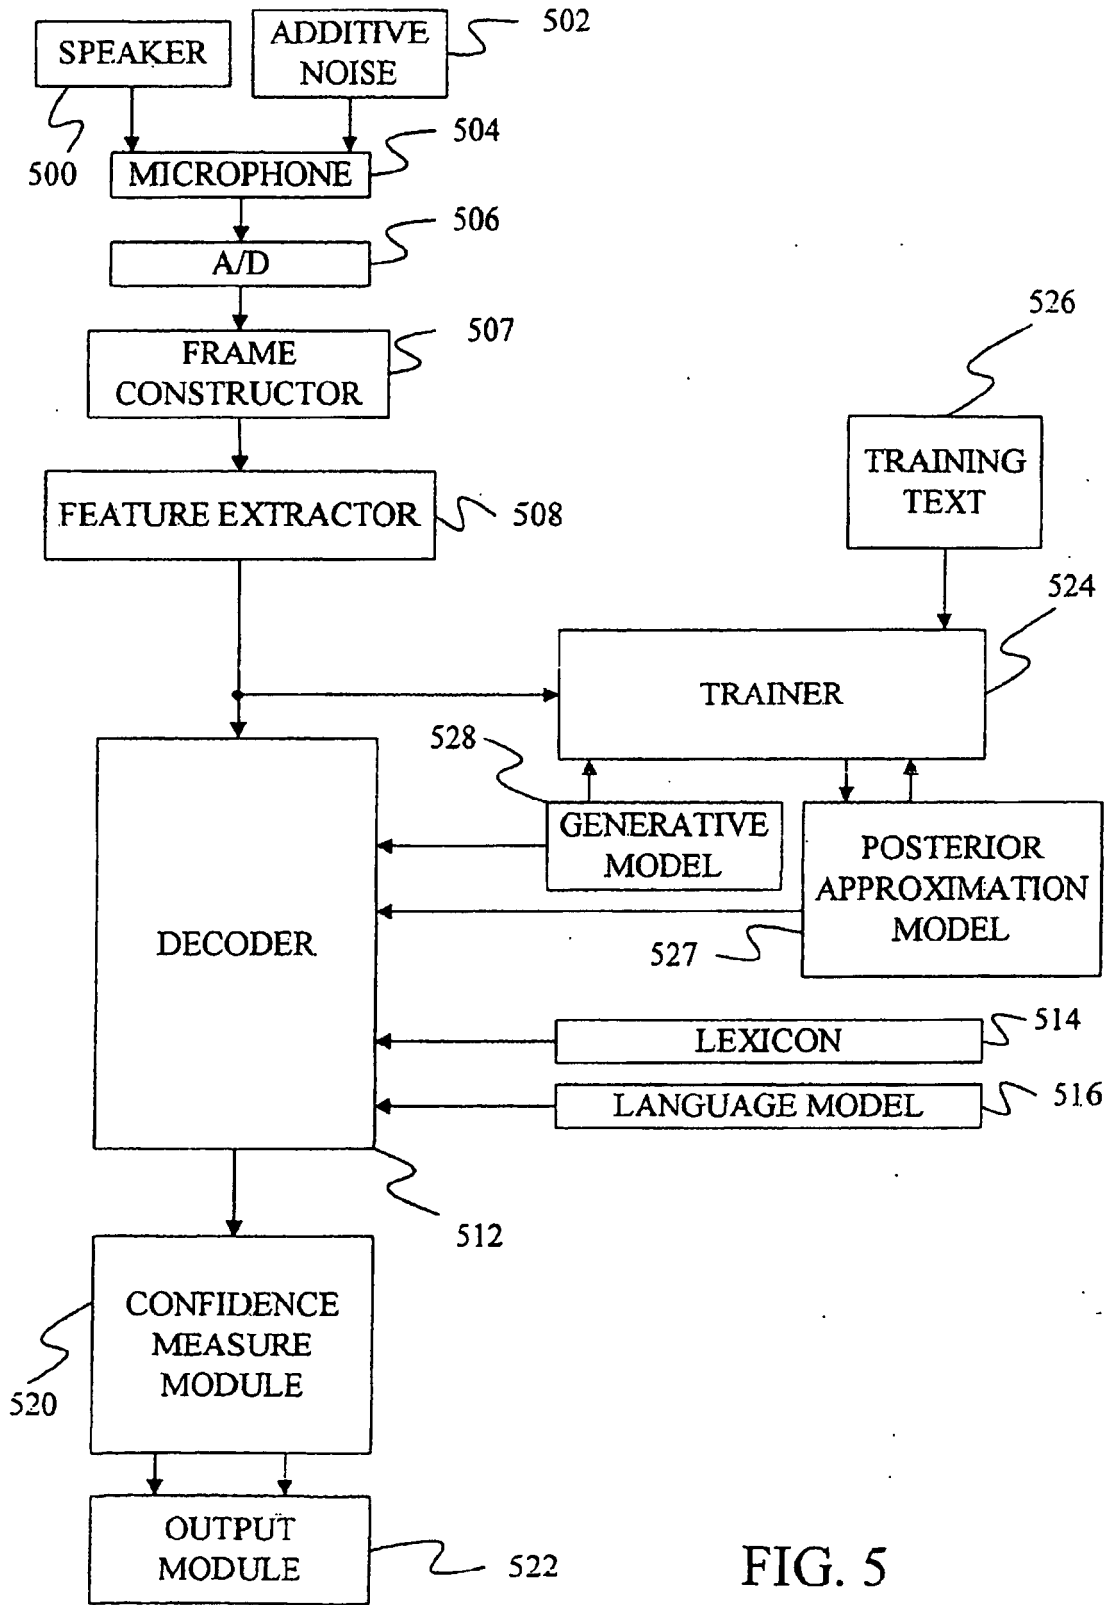 SPEAKER
500
ADDITIVE
NOISE
502
MICROPHONE
504
A/D
506
FRAME
CONSTRUCTOR
507
FEATURE EXTRACTOR
508
526
TRAINING
TEXT
524
TRAINER
528
GENERATIVE
MODEL
POSTERIOR
APPROXIMATION
MODEL
527
DECODER
LEXICON
514
LANGUAGE MODEL
516
512
CONFIDENCE
MEASURE
MODULE
520
OUTPUT
MODULE
522
FIG. 5